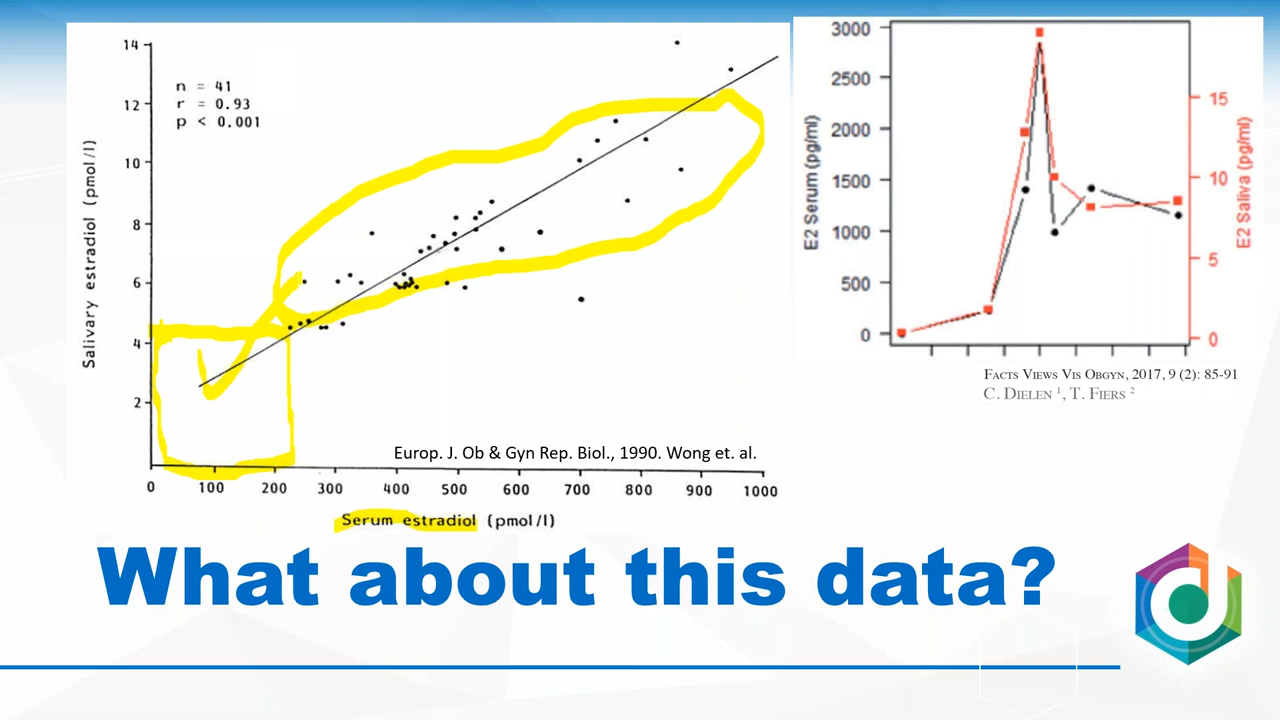 n = 41
r = 0.93
p < 0.001
Salivary estradiol (pmol/l)
14
12
10
8
6
4
2
0 100 200 300 400 500 600 700 800 900 1000
Serum estradiol (pmol/l)
Europ. J. Ob & Gyn Rep. Biol., 1990. Wong et. al.
E2 Serum (pg/ml)
3000
2500
2000
1500
1000
500
0
15
10
5
0
E2 Saliva (pg/ml)
Facts Views Vis Obgyn, 2017, 9 (2): 85-91
C. Dielen 1, T. Fiers 2
What about this data?
d